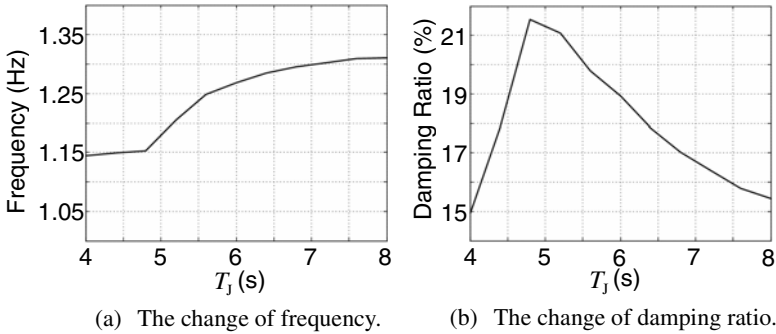 Frequency (Hz)
1.35
1.25
1.15
1.05
4 5 6 7 8
T_J (s)
(a) The change of frequency.
Damping Ratio (%)
21
19
17
15
4 5 6 7 8
T_J (s)
(b) The change of damping ratio.